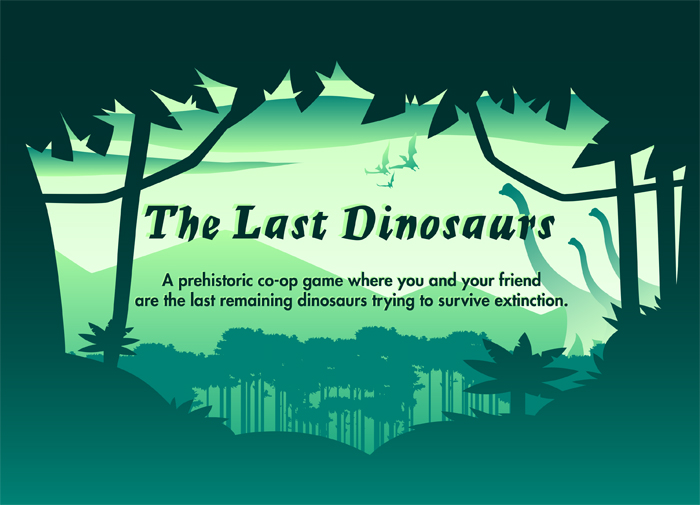 The Last Dinosaurs
A prehistoric co-op game where you and your friend
are the last remaining dinosaurs trying to survive extinction.